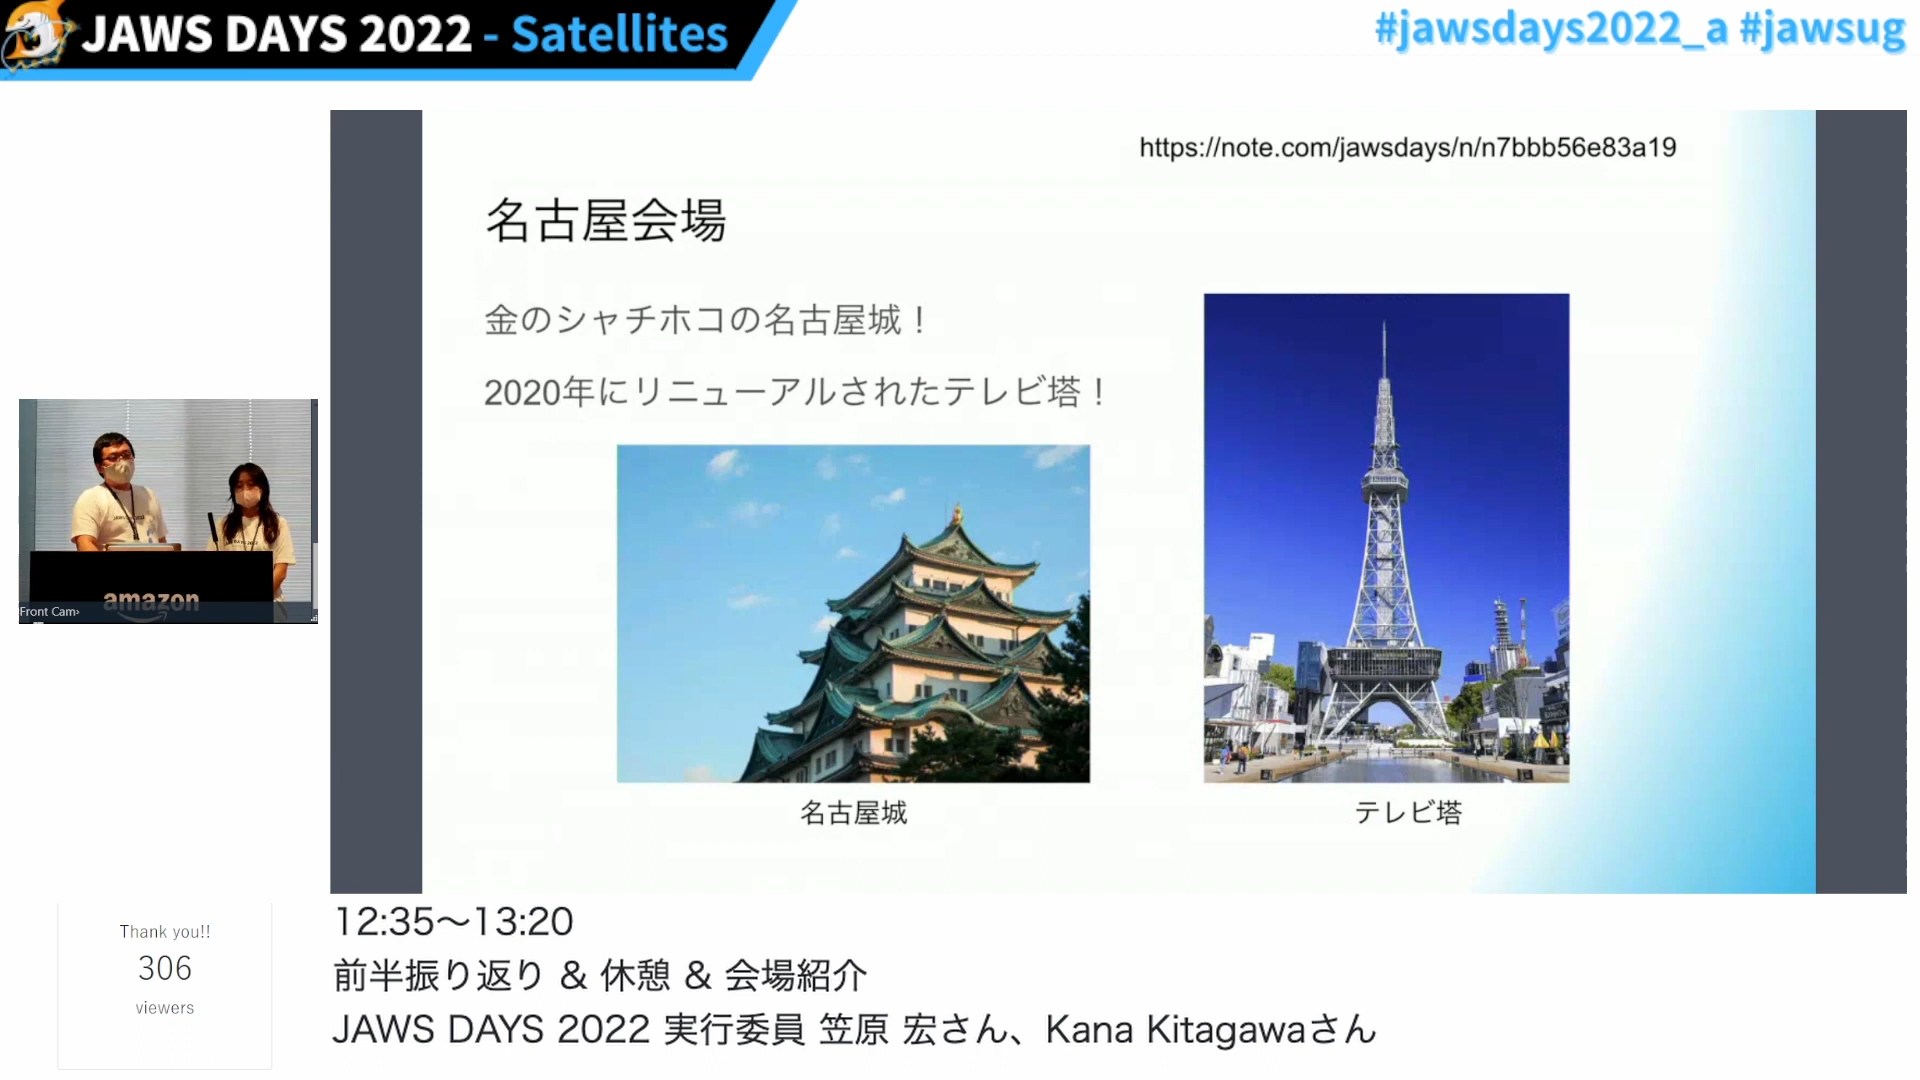 JAWS DAYS 2022 - Satellites
#jawsdays2022_a #jawsug
https://note.com/jawsdays/n/n7bbb56e83a19
名古屋会場
金のシャチホコの名古屋城！
2020年にリニューアルされたテレビ塔！
名古屋城
テレビ塔
amazon
Front Cam›
Thank you!!
306
viewers
12:35〜13:20
前半振り返り & 休憩 & 会場紹介
JAWS DAYS 2022 実行委員 笠原 宏さん、Kana Kitagawaさん